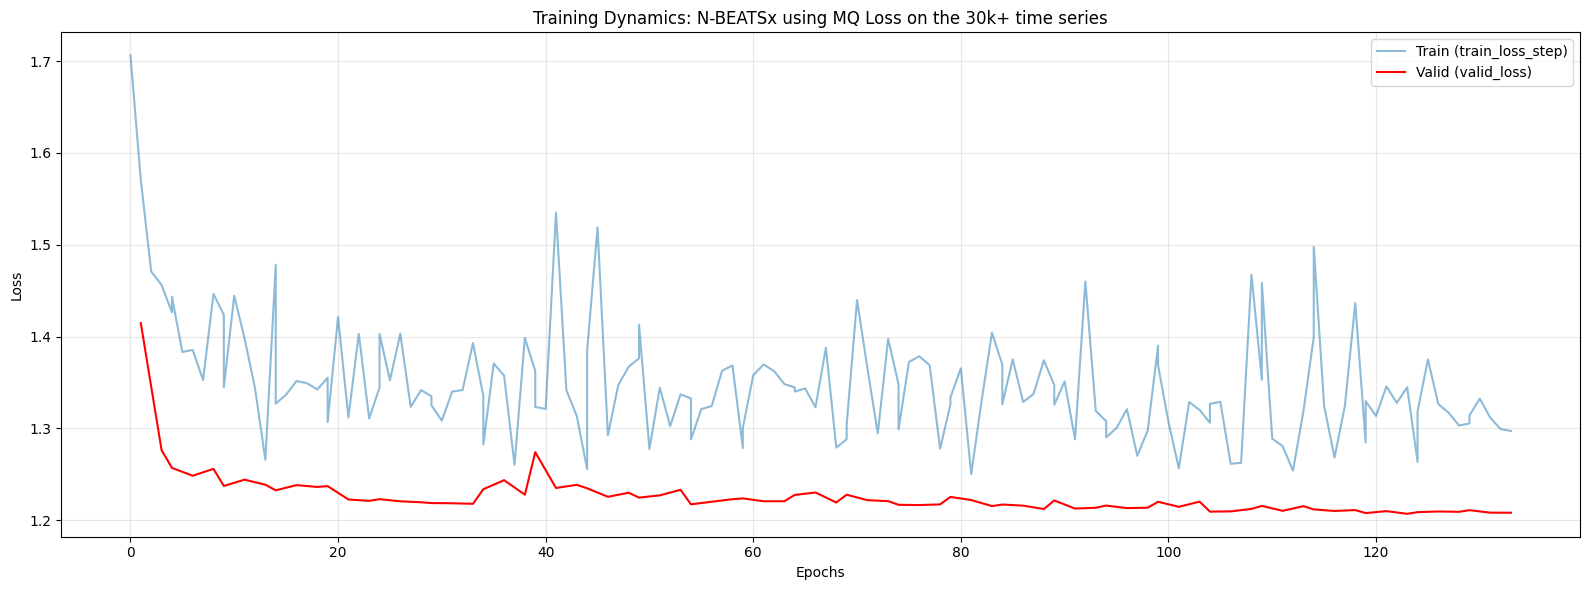 Training Dynamics: N-BEATSx using MQ Loss on the 30k+ time series
Train (train_loss_step)
Valid (valid_loss)
Loss
1.7
1.6
1.5
1.4
1.3
1.2
0 20 40 60 80 100 120
Epochs